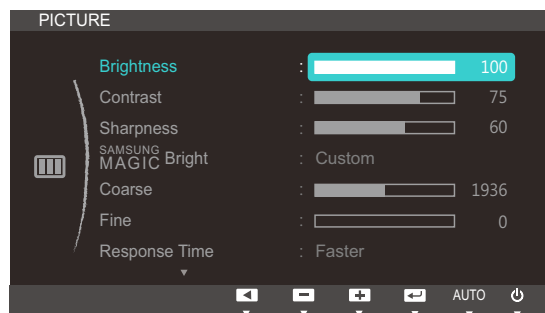 PICTURE
Brightness : 100
Contrast : 75
Sharpness : 60
SAMSUNG
MAGIC Bright : Custom
Coarse : 1936
Fine : 0
Response Time : Faster
AUTO